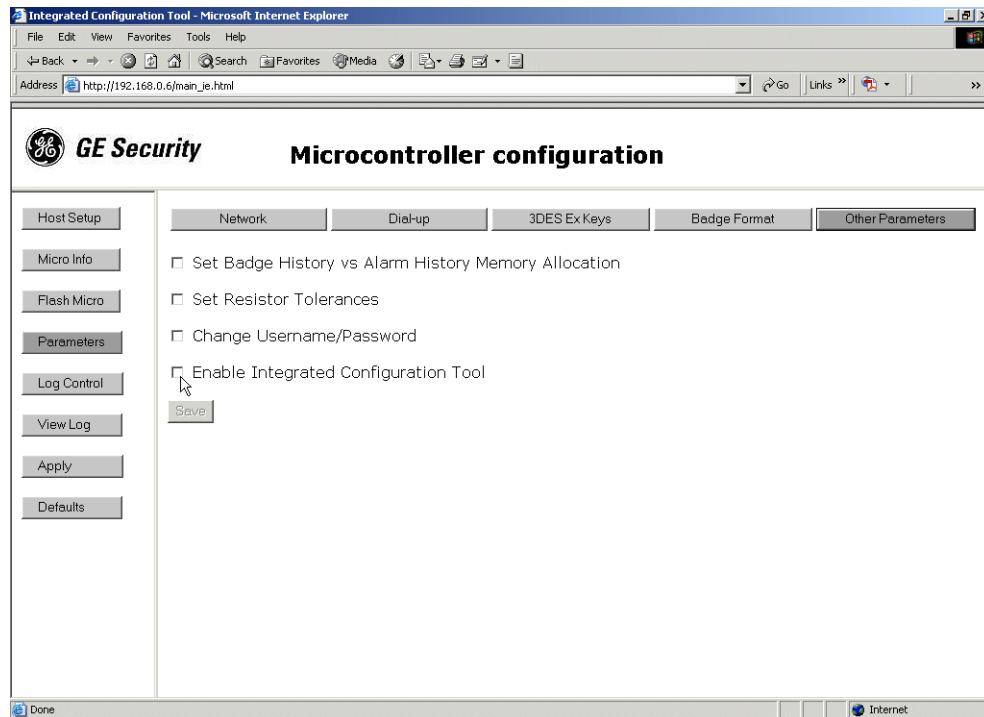 Integrated Configuration Tool - Microsoft Internet Explorer
File Edit View Favorites Tools Help
Back Search Favorites Media
Address http://192.168.0.6/main_ie.html Go Links »
GE Security
Microcontroller configuration
Host Setup
Micro Info
Flash Micro
Parameters
Log Control
View Log
Apply
Defaults
Network Dial-up 3DES Ex Keys Badge Format Other Parameters
Set Badge History vs Alarm History Memory Allocation
Set Resistor Tolerances
Change Username/Password
Enable Integrated Configuration Tool
Save
Done Internet